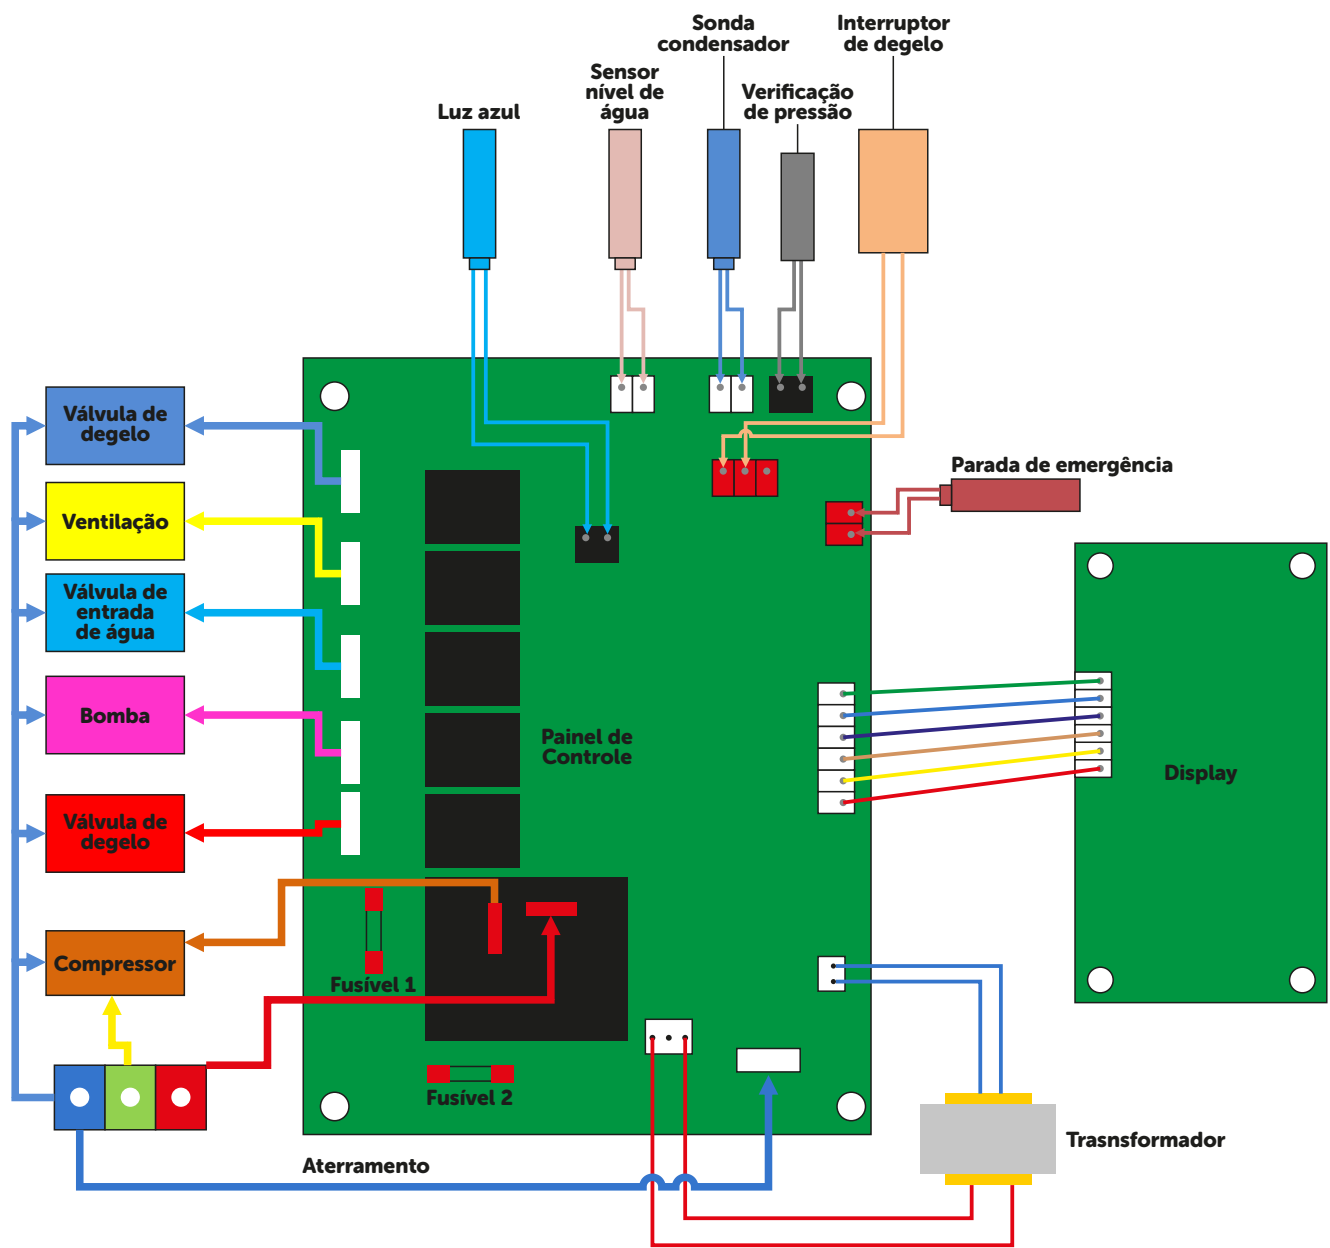 Sonda
condensador
Interruptor
de degelo
Sensor
nível de
água
Verificação
de pressão
Luz azul
Válvula de
degelo
Parada de emergência
Ventilação
Válvula de
entrada
de água
Bomba
Painel de
Controle
Display
Válvula de
degelo
Compressor
Fusível 1
Fusível 2
Trasnsformador
Aterramento